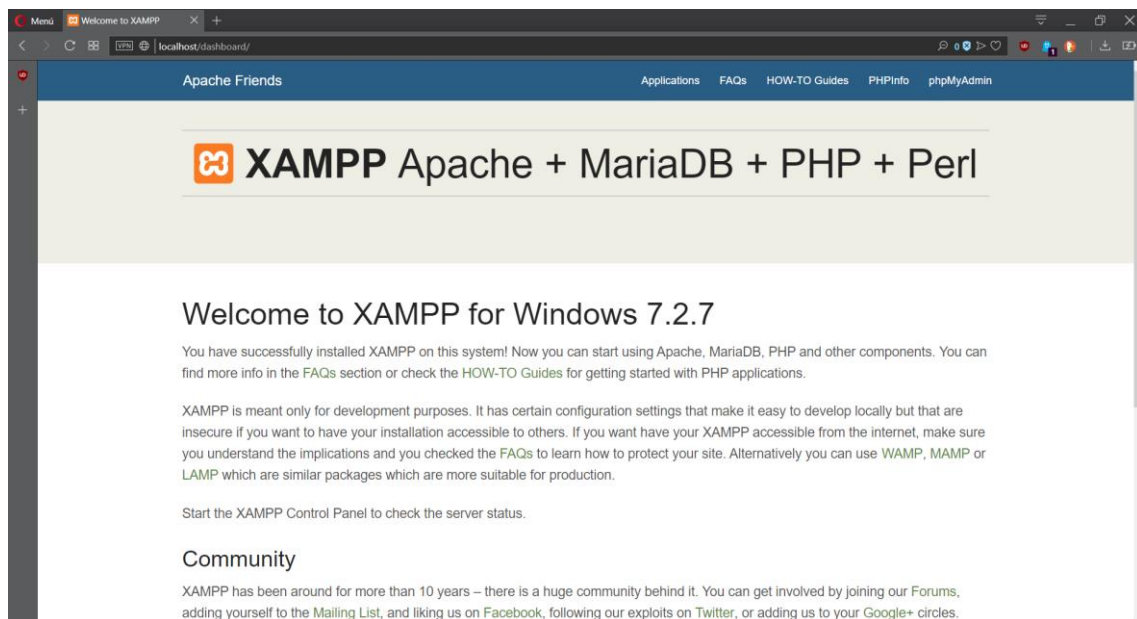 Menú Welcome to XAMPP
VPN localhost/dashboard/ 0
1
Apache Friends Applications FAQs HOW-TO Guides PHPInfo phpMyAdmin
XAMPP Apache + MariaDB + PHP + Perl
Welcome to XAMPP for Windows 7.2.7
You have successfully installed XAMPP on this system! Now you can start using Apache, MariaDB, PHP and other components. You can
find more info in the FAQs section or check the HOW-TO Guides for getting started with PHP applications.
XAMPP is meant only for development purposes. It has certain configuration settings that make it easy to develop locally but that are
insecure if you want to have your installation accessible to others. If you want have your XAMPP accessible from the internet, make sure
you understand the implications and you checked the FAQs to learn how to protect your site. Alternatively you can use WAMP, MAMP or
LAMP which are similar packages which are more suitable for production.
Start the XAMPP Control Panel to check the server status.
Community
XAMPP has been around for more than 10 years – there is a huge community behind it. You can get involved by joining our Forums,
adding yourself to the Mailing List, and liking us on Facebook, following our exploits on Twitter, or adding us to your Google+ circles.